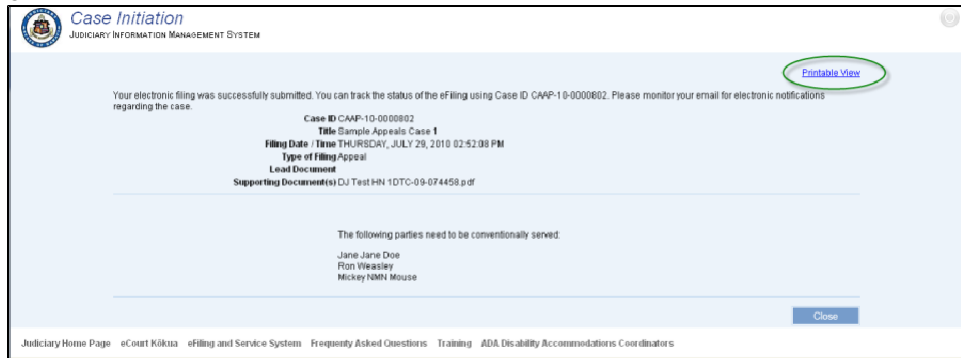 Case Initiation
JUDICIARY INFORMATION MANAGEMENT SYSTEM
Printable View
Your electronic filing was successfully submitted. You can track the status of the eFiling using Case ID CAAP-10-0000802. Please monitor your email for electronic notifications
regarding the case.
Case ID CAAP-10-0000802
Title Sample Appeals Case 1
Filing Date / Time THURSDAY, JULY 29, 2010 02:52:08 PM
Type of Filing Appeal
Lead Document
Supporting Document(s) DJ Test HN 1DTC-09-074458.pdf
The following parties need to be conventionally served:
Jane Jane Doe
Ron Weasley
Mickey NMN Mouse
Close
Judiciary Home Page eCourt Kōkua eFiling and Service System Frequenty Asked Questions Training ADA Disability Accommodations Coordinators